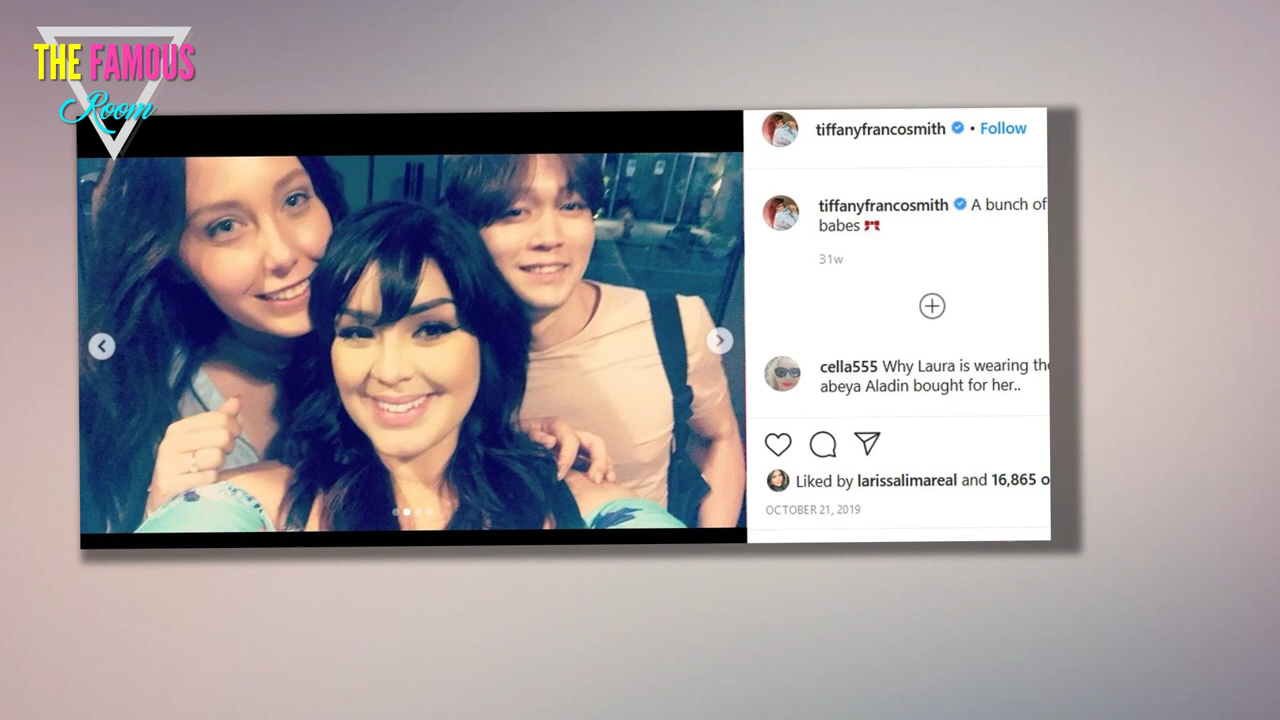 THE FAMOUS
Room
tiffanyfrancosmith • Follow
tiffanyfrancosmith A bunch of
babes
31w
cella555 Why Laura is wearing the
abeya Aladin bought for her..
Liked by larissalimareal and 16,865 o
OCTOBER 21, 2019